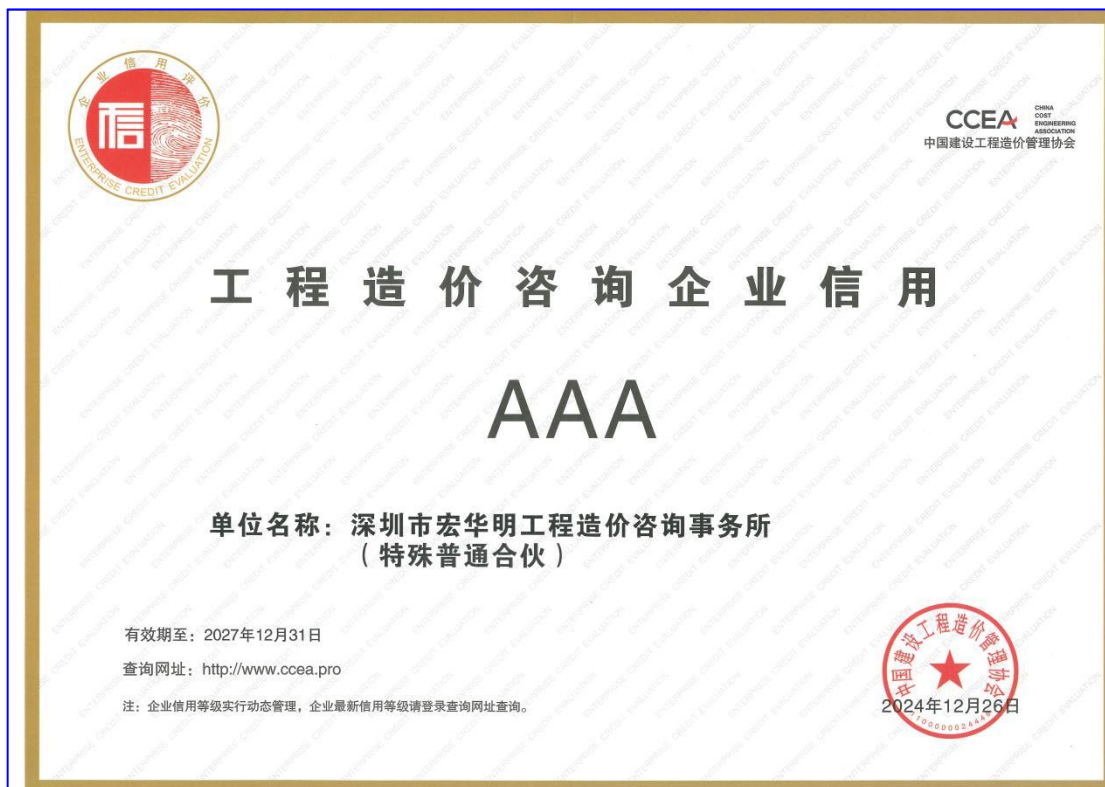 企业信用评价
信
ENTERPRISE CREDIT EVALUATION
CCEA
CHINA
COST
ENGINEERING
ASSOCIATION
中国建设工程造价管理协会
工程造价咨询企业信用
AAA
单位名称：深圳市宏华明工程造价咨询事务所
（特殊普通合伙）
有效期至：2027年12月31日
查询网址：http://www.ccea.pro
注：企业信用等级实行动态管理，企业最新信用等级请登录查询网址查询。
中国建设工程造价管理协会
2024年12月26日